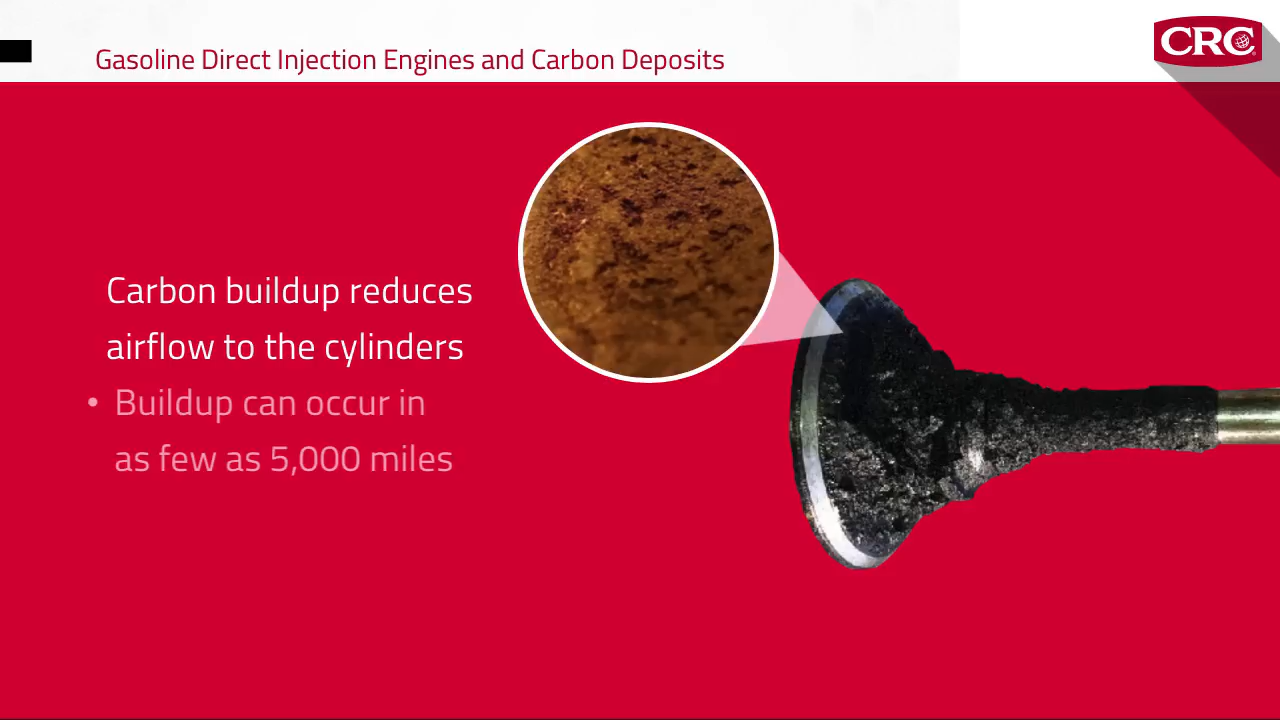 Gasoline Direct Injection Engines and Carbon Deposits
CRC
Carbon buildup reduces
airflow to the cylinders
• Buildup can occur in
as few as 5,000 miles